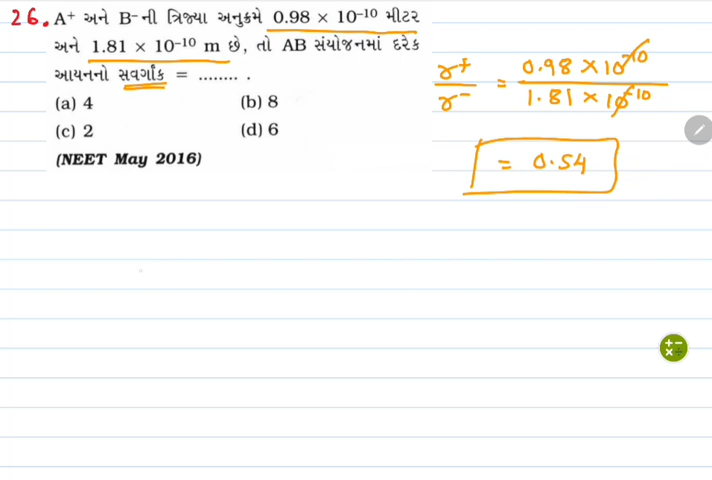 26. A⁺ અને B⁻ની ત્રિજ્યા અનુક્રમે 0.98 × 10⁻¹⁰ મીટર
અને 1.81 × 10⁻¹⁰ m છે, તો AB સંયોજનમાં દરેક
આયનનો સવર્ગાંક = ........ .
(a) 4 (b) 8
(c) 2 (d) 6
(NEET May 2016)
r⁺/r⁻ = 0.98 × 10⁻¹⁰ / 1.81 × 10⁻¹⁰
= 0.54